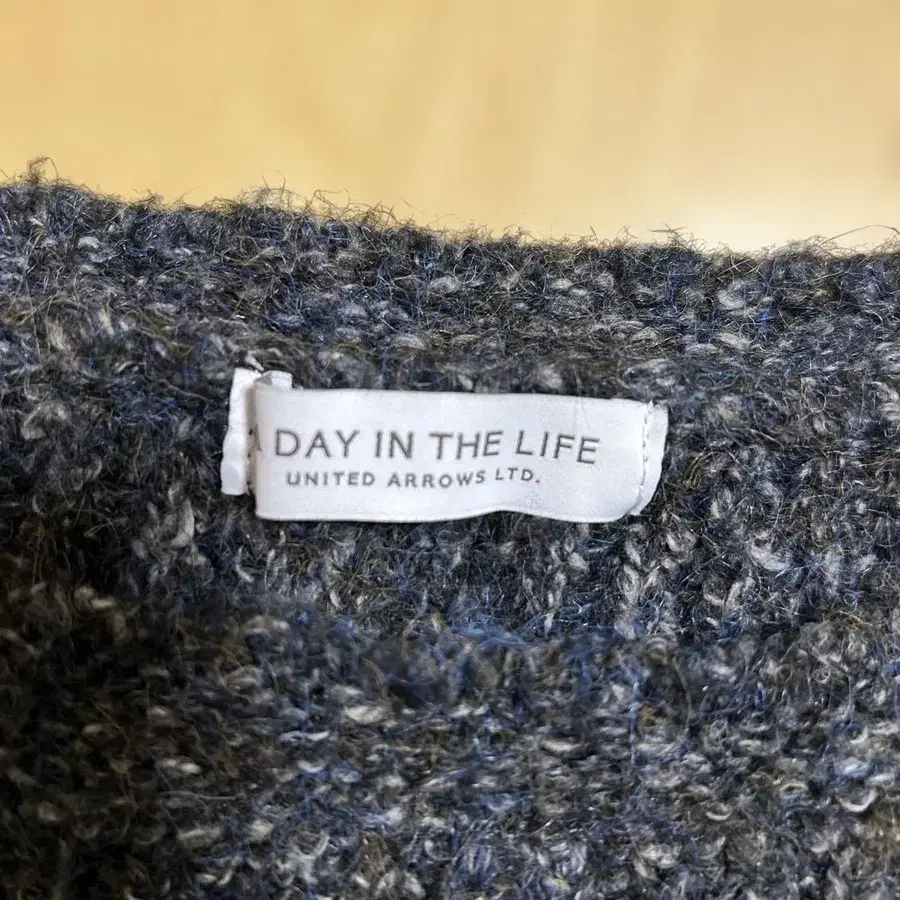 A DAY IN THE LIFE
UNITED ARROWS LTD.